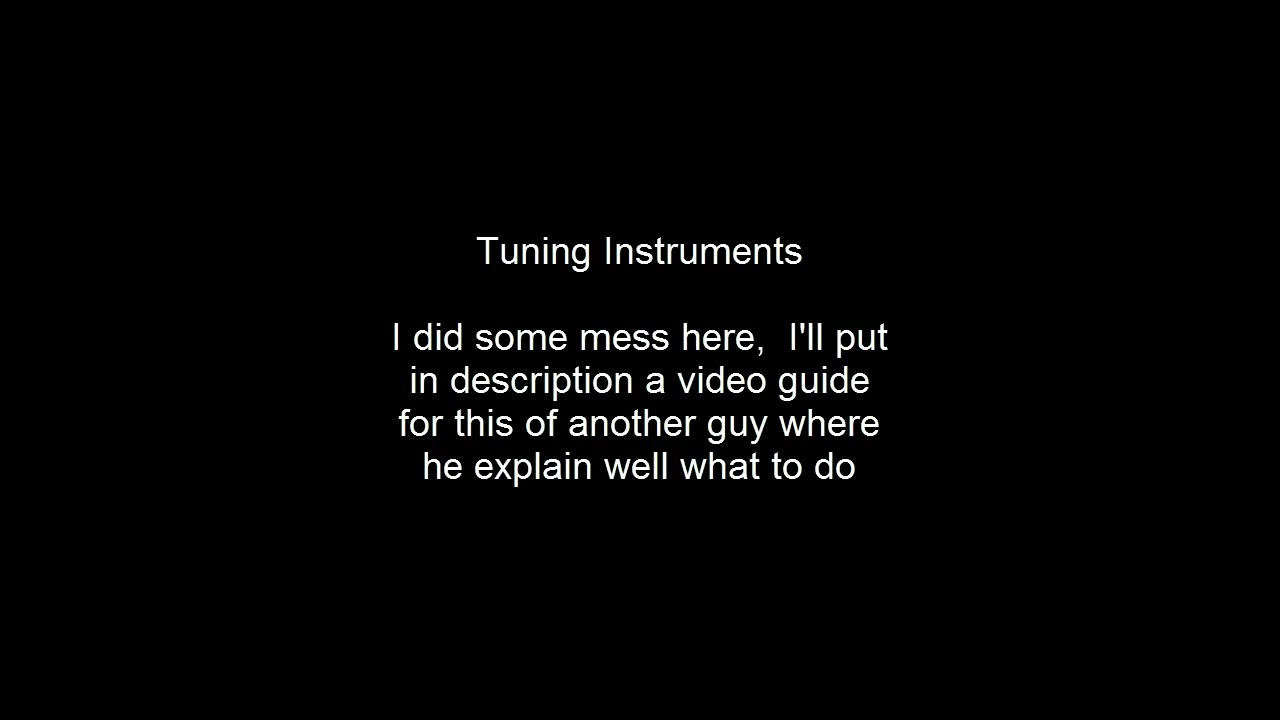 Tuning Instruments
I did some mess here,  I'll put
in description a video guide
for this of another guy where
he explain well what to do